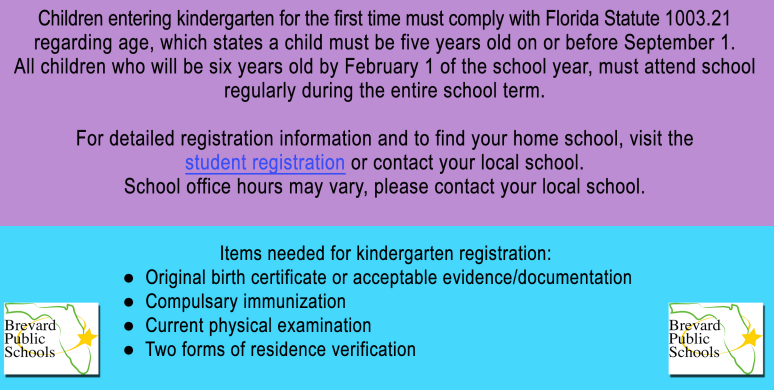 Children entering kindergarten for the first time must comply with Florida Statute 1003.21
regarding age, which states a child must be five years old on or before September 1.
All children who will be six years old by February 1 of the school year, must attend school
regularly during the entire school term.
For detailed registration information and to find your home school, visit the
student registration or contact your local school.
School office hours may vary, please contact your local school.
Items needed for kindergarten registration:
● Original birth certificate or acceptable evidence/documentation
● Compulsary immunization
● Current physical examination
● Two forms of residence verification
Brevard
Public
Schools
Brevard
Public
Schools